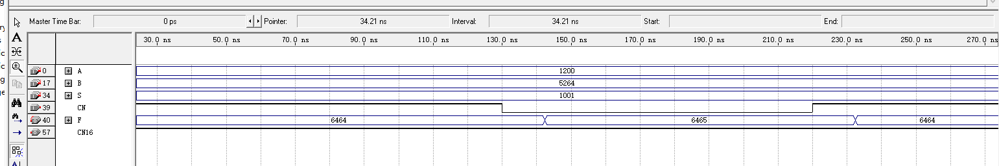 Master Time Bar: 0 ps Pointer: 34.21 ns Interval: 34.21 ns Start: End:
30.0 ns 50.0 ns 70.0 ns 90.0 ns 110.0 ns 130.0 ns 150.0 ns 170.0 ns 190.0 ns 210.0 ns 230.0 ns 250.0 ns 270.0 ns
0 A 1200
17 B 5264
34 S 1001
39 CN
40 F 6464 6465 6464
57 CN16